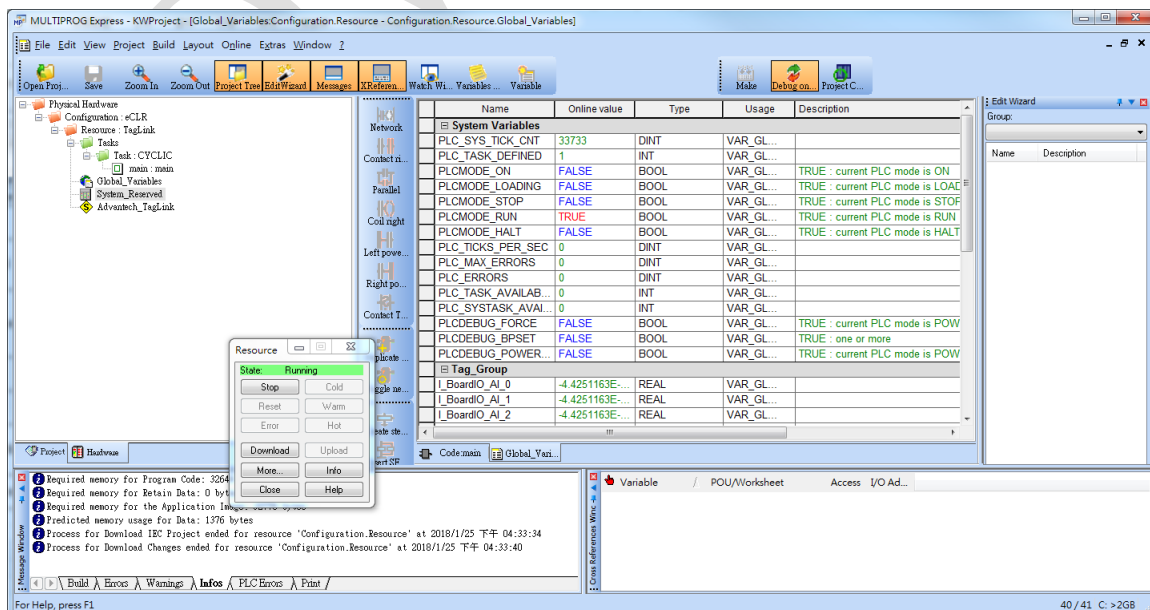 MULTIPROG Express - KWProject - [Global_Variables:Configuration.Resource - Configuration.Resource.Global_Variables]
File Edit View Project Build Layout Online Extras Window ?
Open Proj... Save Zoom In Zoom Out Project Tree EditWizard Messages XReferen... Watch Wi... Variables ... Variable Make Debug on... Project C...
Physical Hardware
Configuration : eCLR
Resource : TagLink
Tasks
Task : CYCLIC
main : main
Global_Variables
System_Reserved
Advantech_TagLink
Project Hardware
Network
Contact ri...
Parallel
Coil right
Left powe...
Right po...
Contact T...
Name Online value Type Usage Description
System Variables
PLC_SYS_TICK_CNT 33733 DINT VAR_GL...
PLC_TASK_DEFINED 1 INT VAR_GL...
PLCMODE_ON FALSE BOOL VAR_GL... TRUE : current PLC mode is ON
PLCMODE_LOADING FALSE BOOL VAR_GL... TRUE : current PLC mode is LOAD
PLCMODE_STOP FALSE BOOL VAR_GL... TRUE : current PLC mode is STOP
PLCMODE_RUN TRUE BOOL VAR_GL... TRUE : current PLC mode is RUN
PLCMODE_HALT FALSE BOOL VAR_GL... TRUE : current PLC mode is HALT
PLC_TICKS_PER_SEC 0 DINT VAR_GL...
PLC_MAX_ERRORS 0 DINT VAR_GL...
PLC_ERRORS 0 DINT VAR_GL...
PLC_TASK_AVAILAB... 0 INT VAR_GL...
PLC_SYSTASK_AVAI... 0 INT VAR_GL...
PLCDEBUG_FORCE FALSE BOOL VAR_GL... TRUE : current PLC mode is POW
PLCDEBUG_BPSET FALSE BOOL VAR_GL... TRUE : one or more
PLCDEBUG_POWER... FALSE BOOL VAR_GL... TRUE : current PLC mode is POW
Tag_Group
I_BoardIO_AI_0 -4.4251163E-... REAL VAR_GL...
I_BoardIO_AI_1 -4.4251163E-... REAL VAR_GL...
I_BoardIO_AI_2 -4.4251163E-... REAL VAR_GL...
Code:main Global_Vari...
Edit Wizard
Group:
Name Description
Resource
State: Running
Stop Cold
Reset Warm
Error Hot
Download Upload
More... Info
Close Help
Required memory for Program Code: 3264
Required memory for Retain Data: 0 byt
Required memory for the Application Im
Predicted memory usage for Data: 1376 bytes
Process for Download IEC Project ended for resource 'Configuration.Resource' at 2018/1/25 下午 04:33:34
Process for Download Changes ended for resource 'Configuration.Resource' at 2018/1/25 下午 04:33:40
Message Window
Build Errors Warnings Infos PLC Errors Print
Variable / POU/Worksheet Access I/O Ad...
Cross References Winc
For Help, press F1
40 / 41 C: >2GB